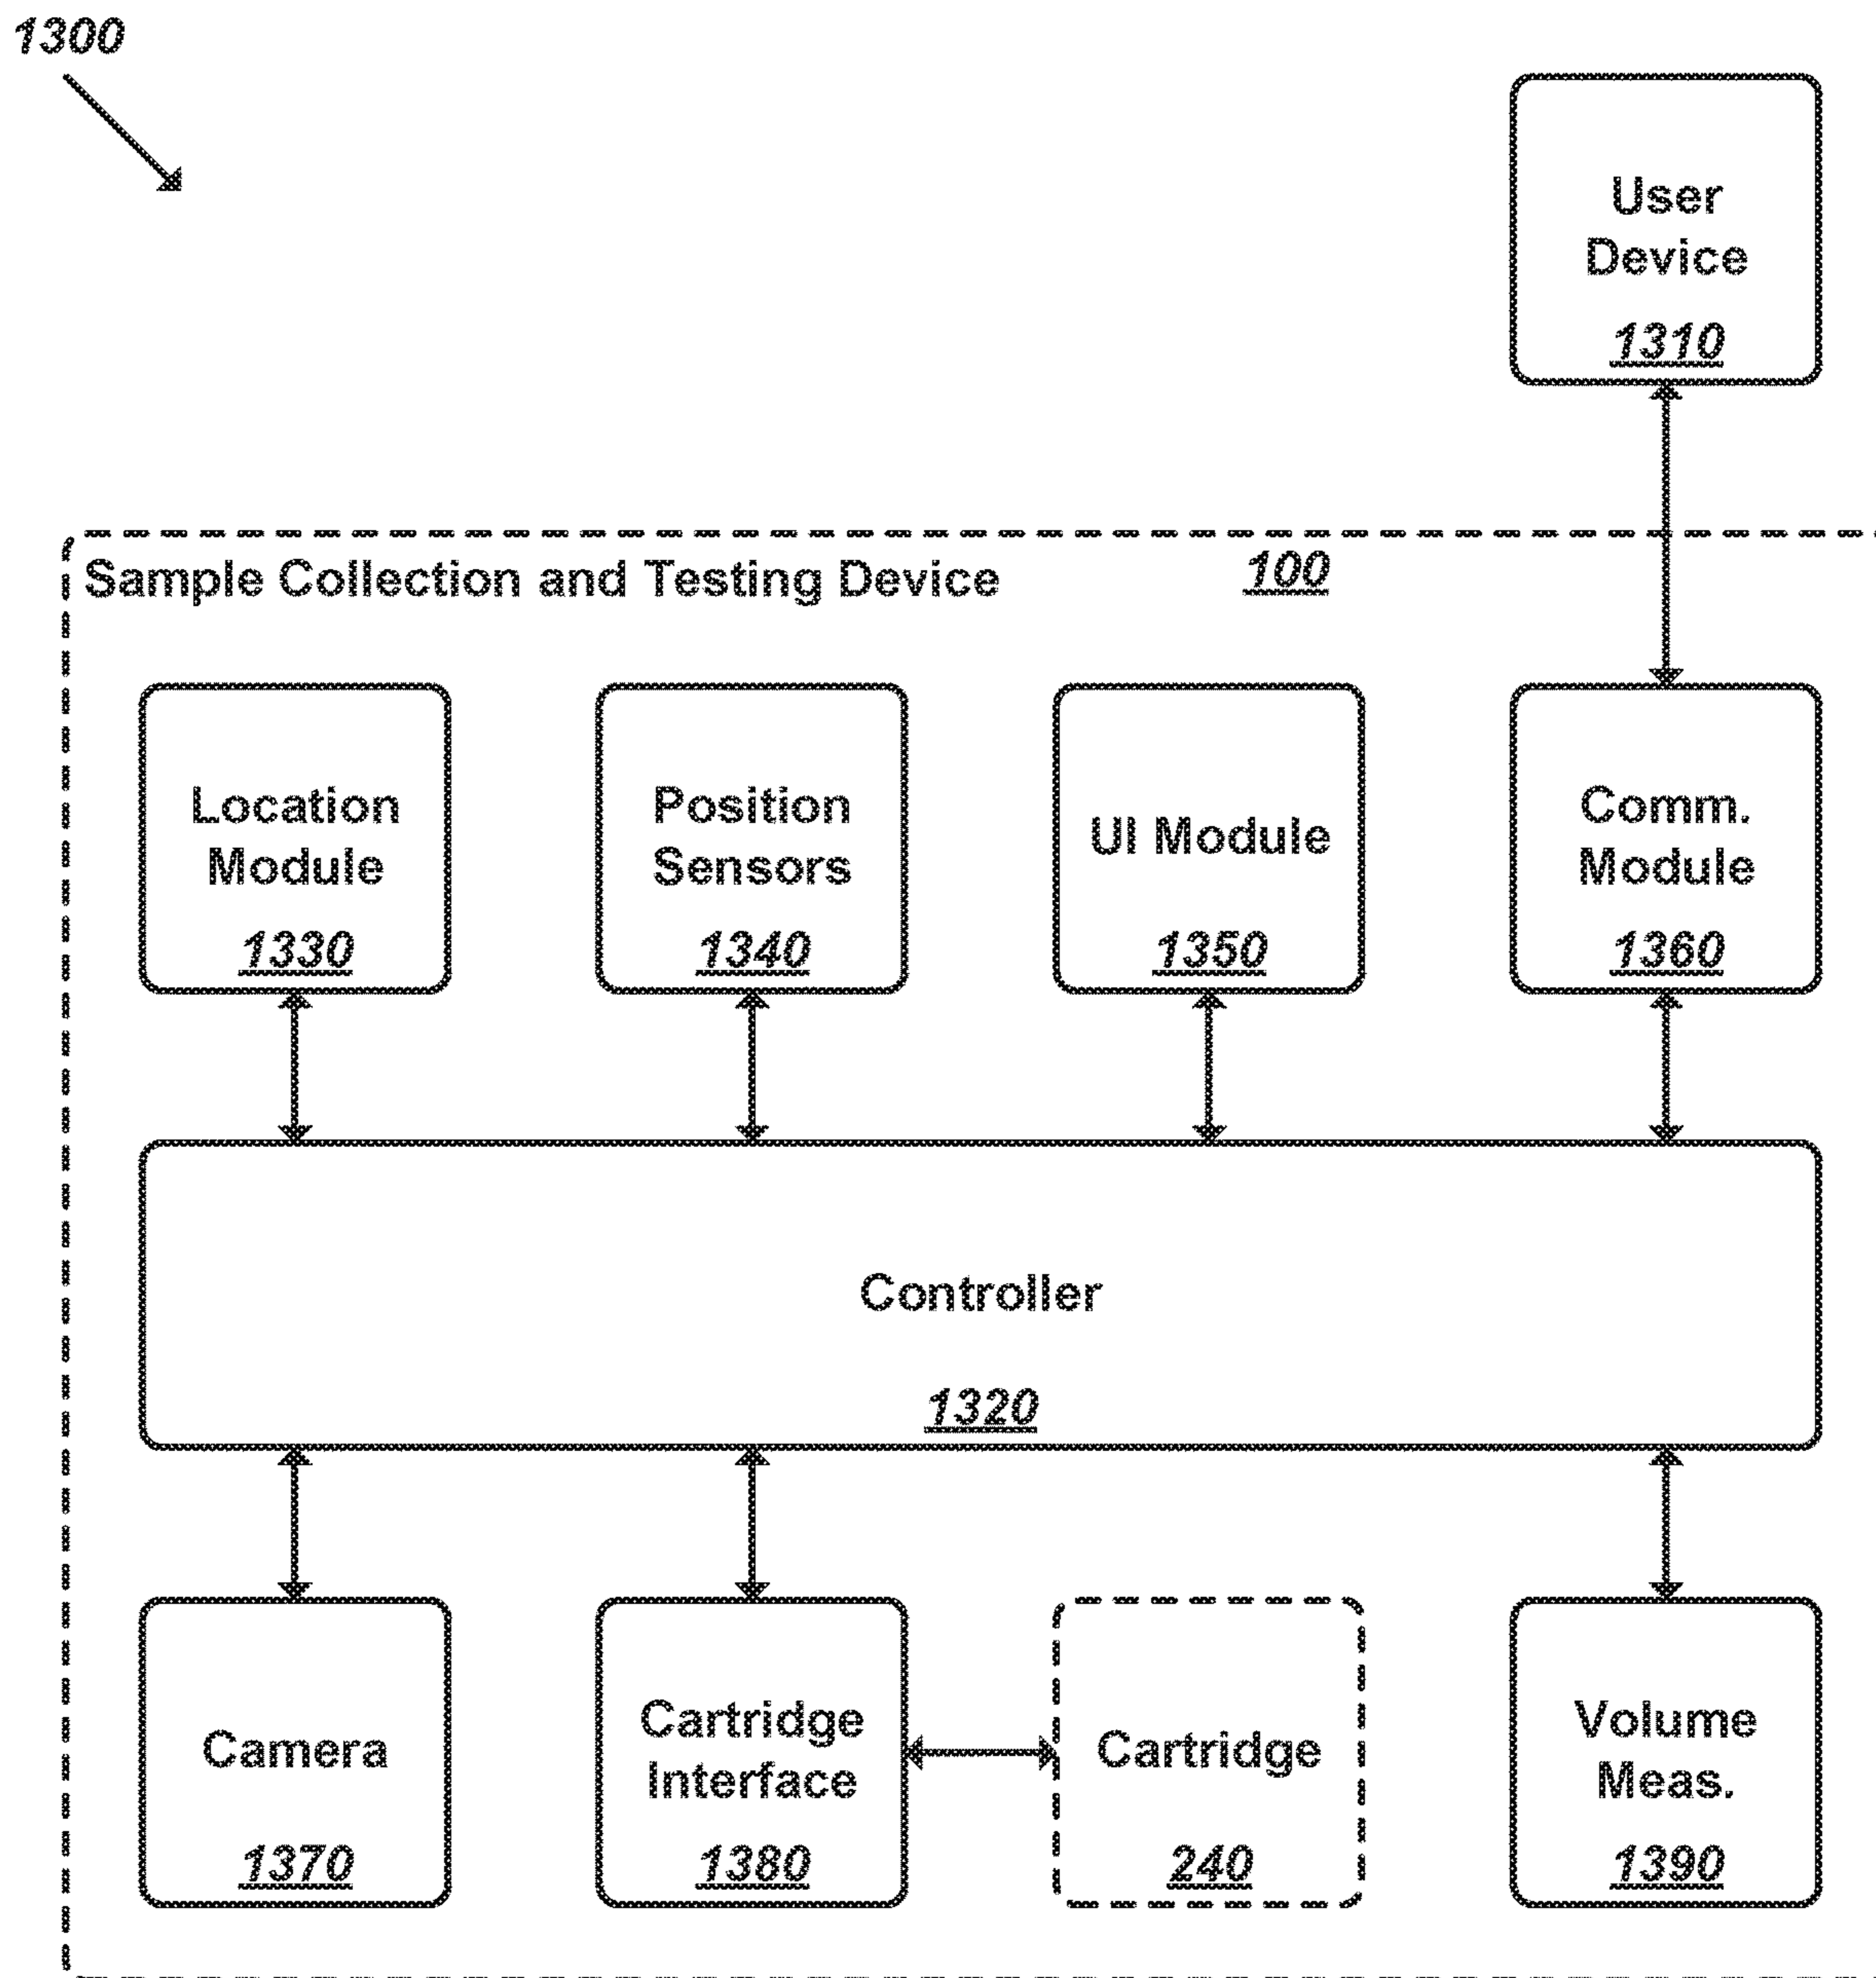 1300
User
Device
1310
Sample Collection and Testing Device 100
Location
Module
1330
Position
Sensors
1340
UI Module
1350
Comm.
Module
1360
Controller
1320
Camera
1370
Cartridge
Interface
1380
Cartridge
240
Volume
Meas.
1390